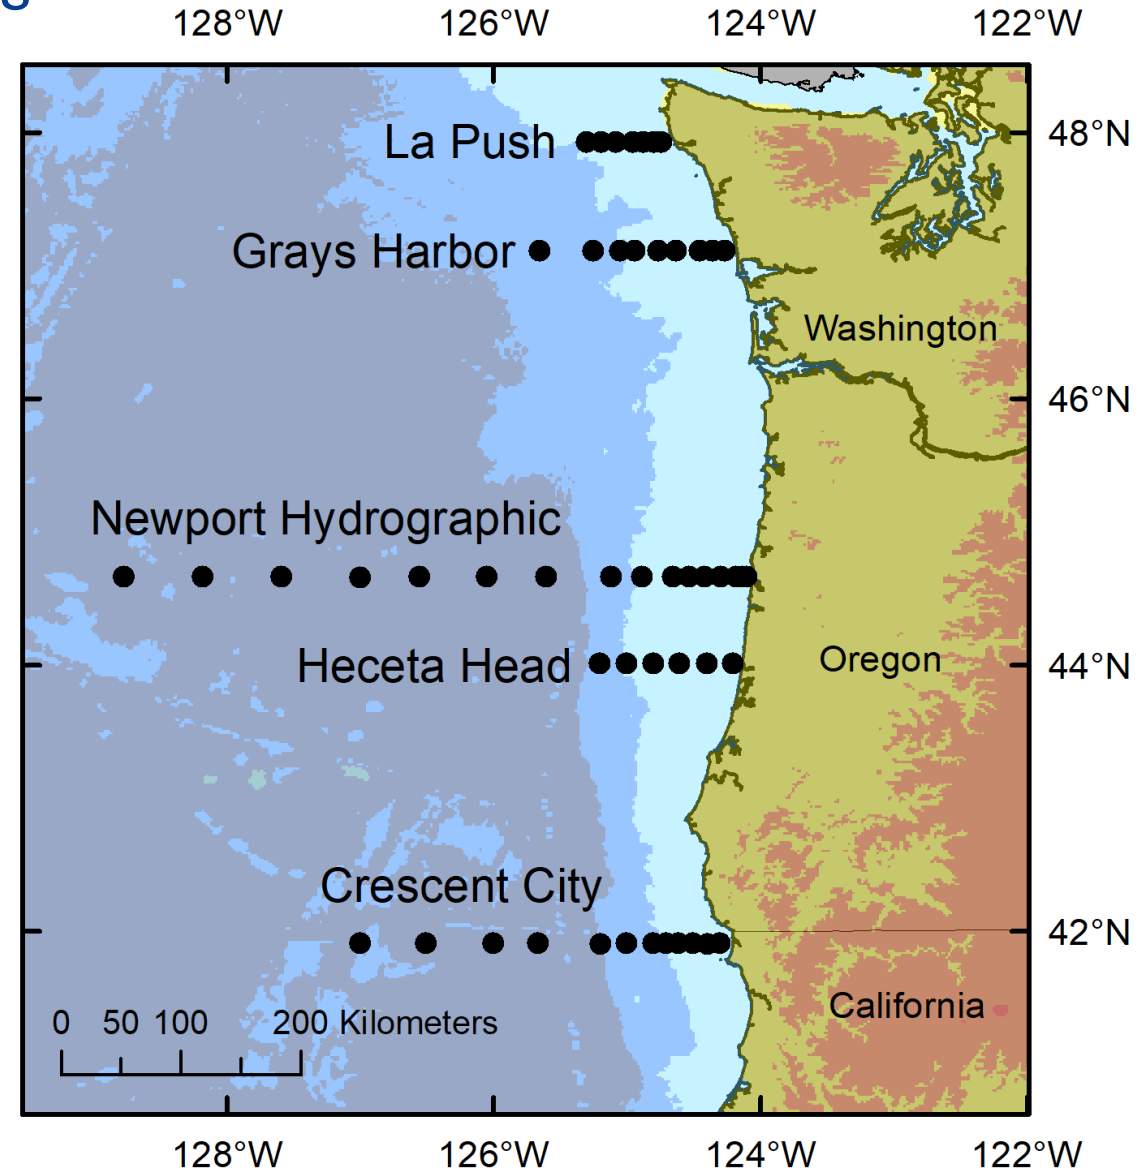 128°W 126°W 124°W 122°W
La Push
48°N
Grays Harbor
Washington
46°N
Newport Hydrographic
Heceta Head
Oregon
44°N
Crescent City
42°N
California
0 50 100 200 Kilometers
128°W 126°W 124°W 122°W